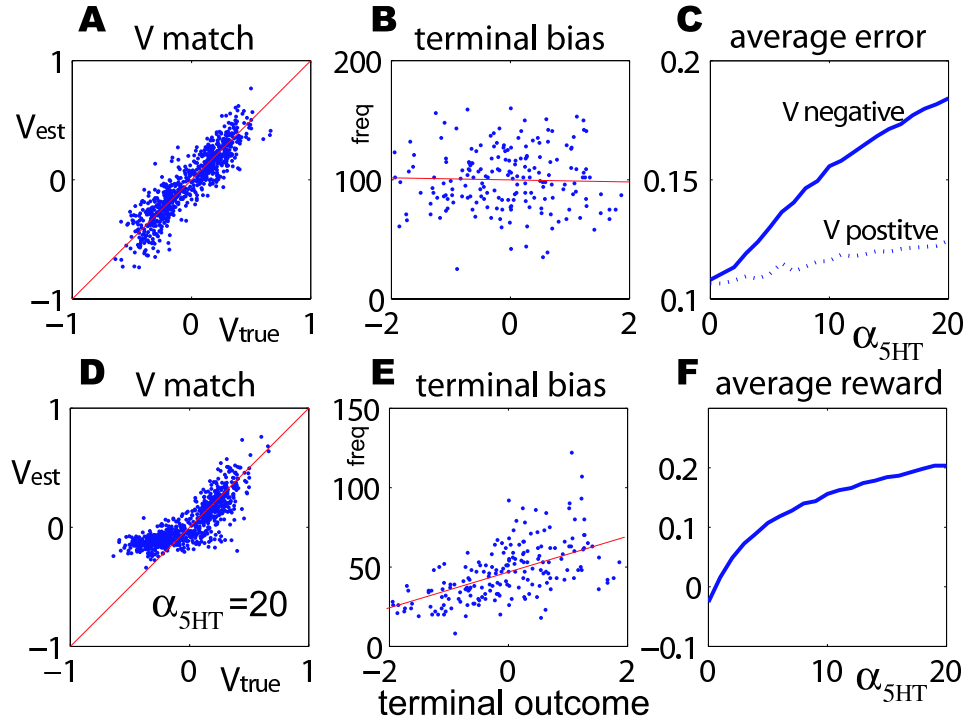 A V match
1
Vest
0
−1
−1 0 1
Vtrue
B terminal bias
200
freq
100
0
−2 0 2
C average error
0.2
V negative
0.15
V postitve
0.1
0 10 20
α5HT
D V match
1
Vest
0
α5HT =20
−1
−1 0 1
Vtrue
E terminal bias
150
freq
100
50
0
−2 0 2
terminal outcome
F average reward
0.2
0.1
0
−0.1
0 10 20
α5HT